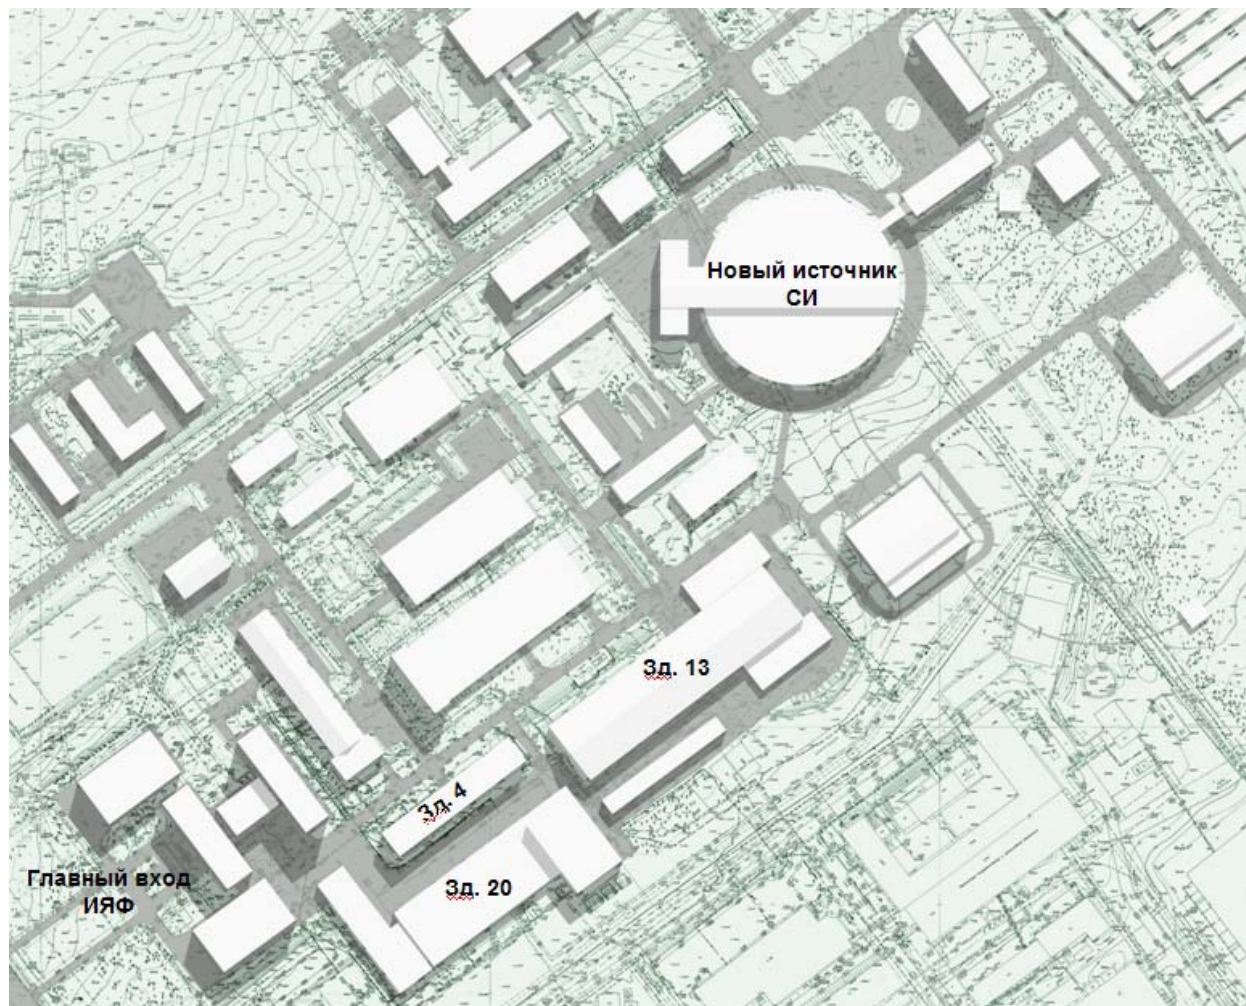 Новый источник
СИ
Зд. 13
Зд. 4
Зд. 20
Главный вход
ИЯФ